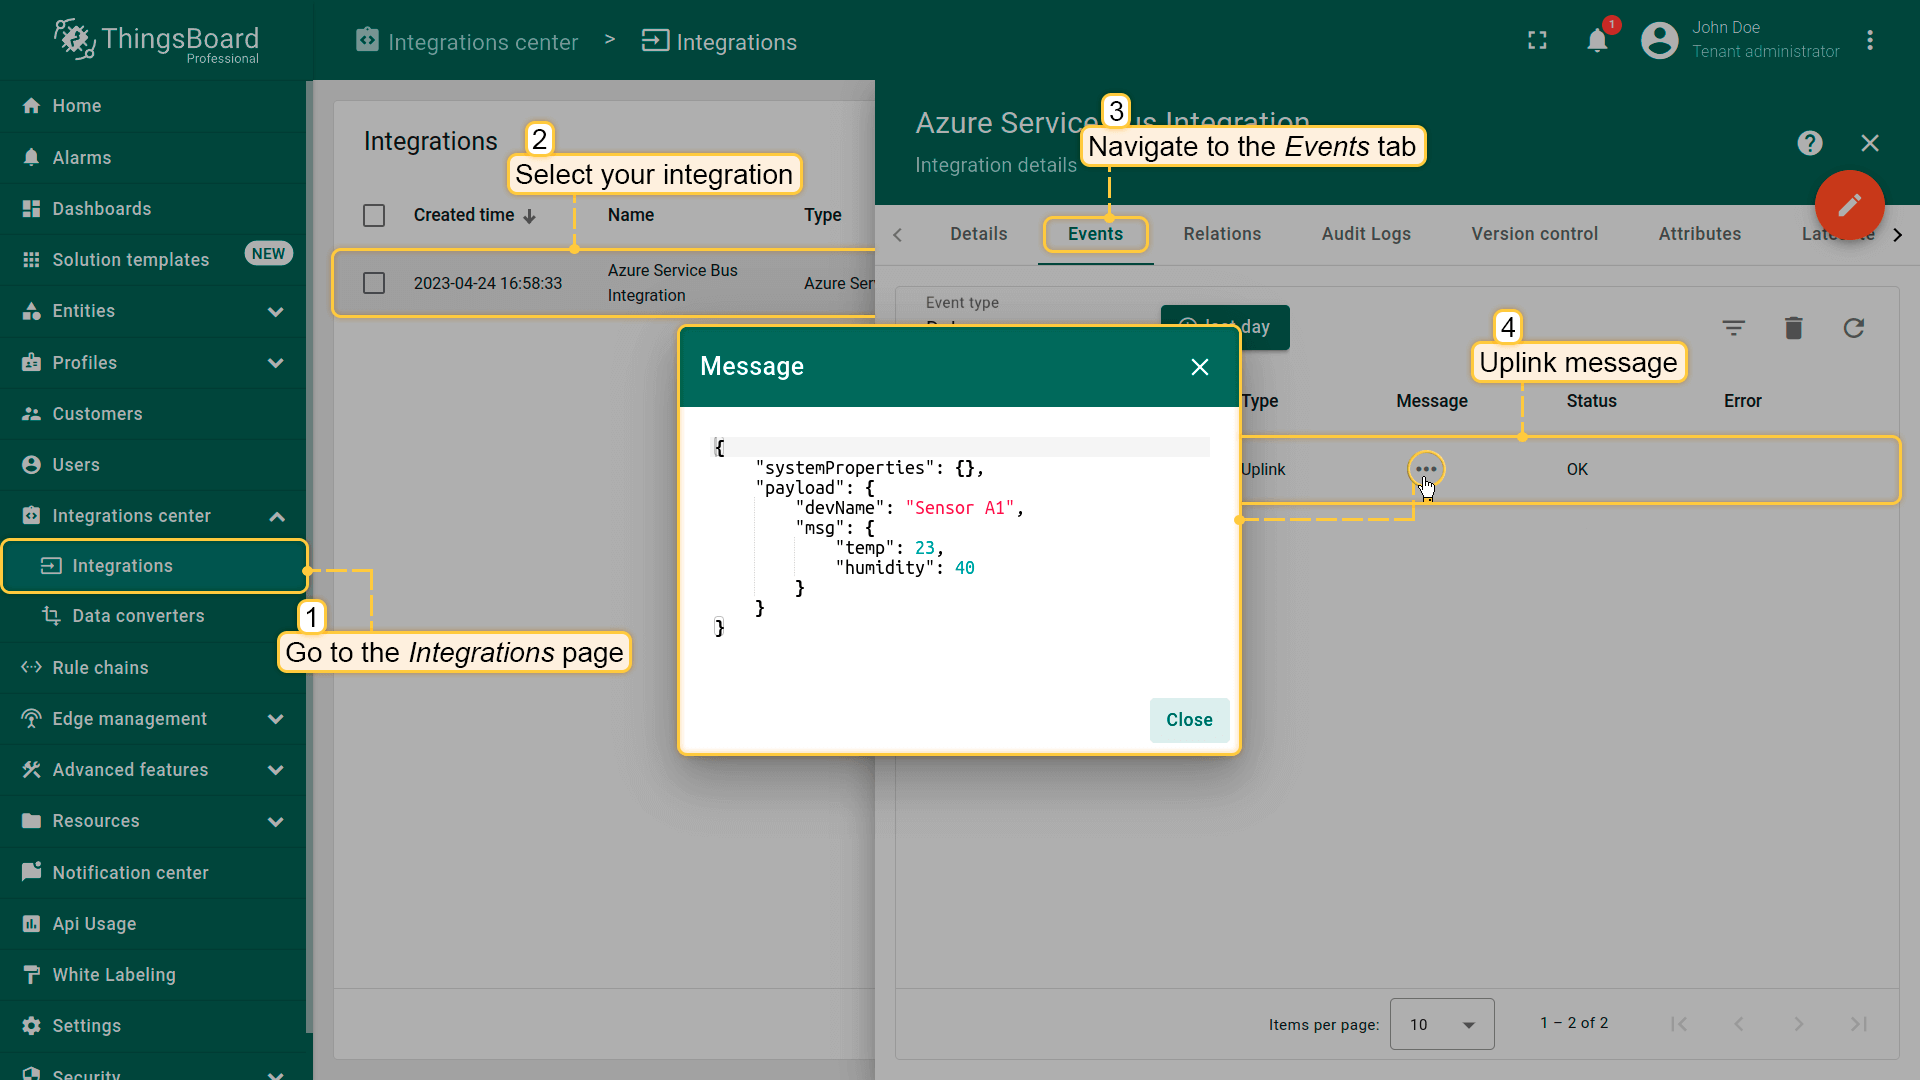 ThingsBoard
Professional
Integrations center > Integrations
1
John Doe
Tenant administrator
Home
Alarms
Dashboards
Solution templates NEW
Entities
Profiles
Customers
Users
Integrations center
Integrations
Data converters
Rule chains
Edge management
Advanced features
Resources
Notification center
Api Usage
White Labeling
Settings
Security
1
Go to the Integrations page
Integrations
2
Select your integration
Created time Name Type
2023-04-24 16:58:33 Azure Service Bus Integration Azure Ser
Azure Service Bus Integration
Integration details
3
Navigate to the Events tab
Details Events Relations Audit Logs Version control Attributes
Event type
last day
4
Uplink message
Type Message Status Error
Uplink OK
Message
{
"systemProperties": {},
"payload": {
"devName": "Sensor A1",
"msg": {
"temp": 23,
"humidity": 40
}
}
}
Close
Items per page: 10 1 – 2 of 2